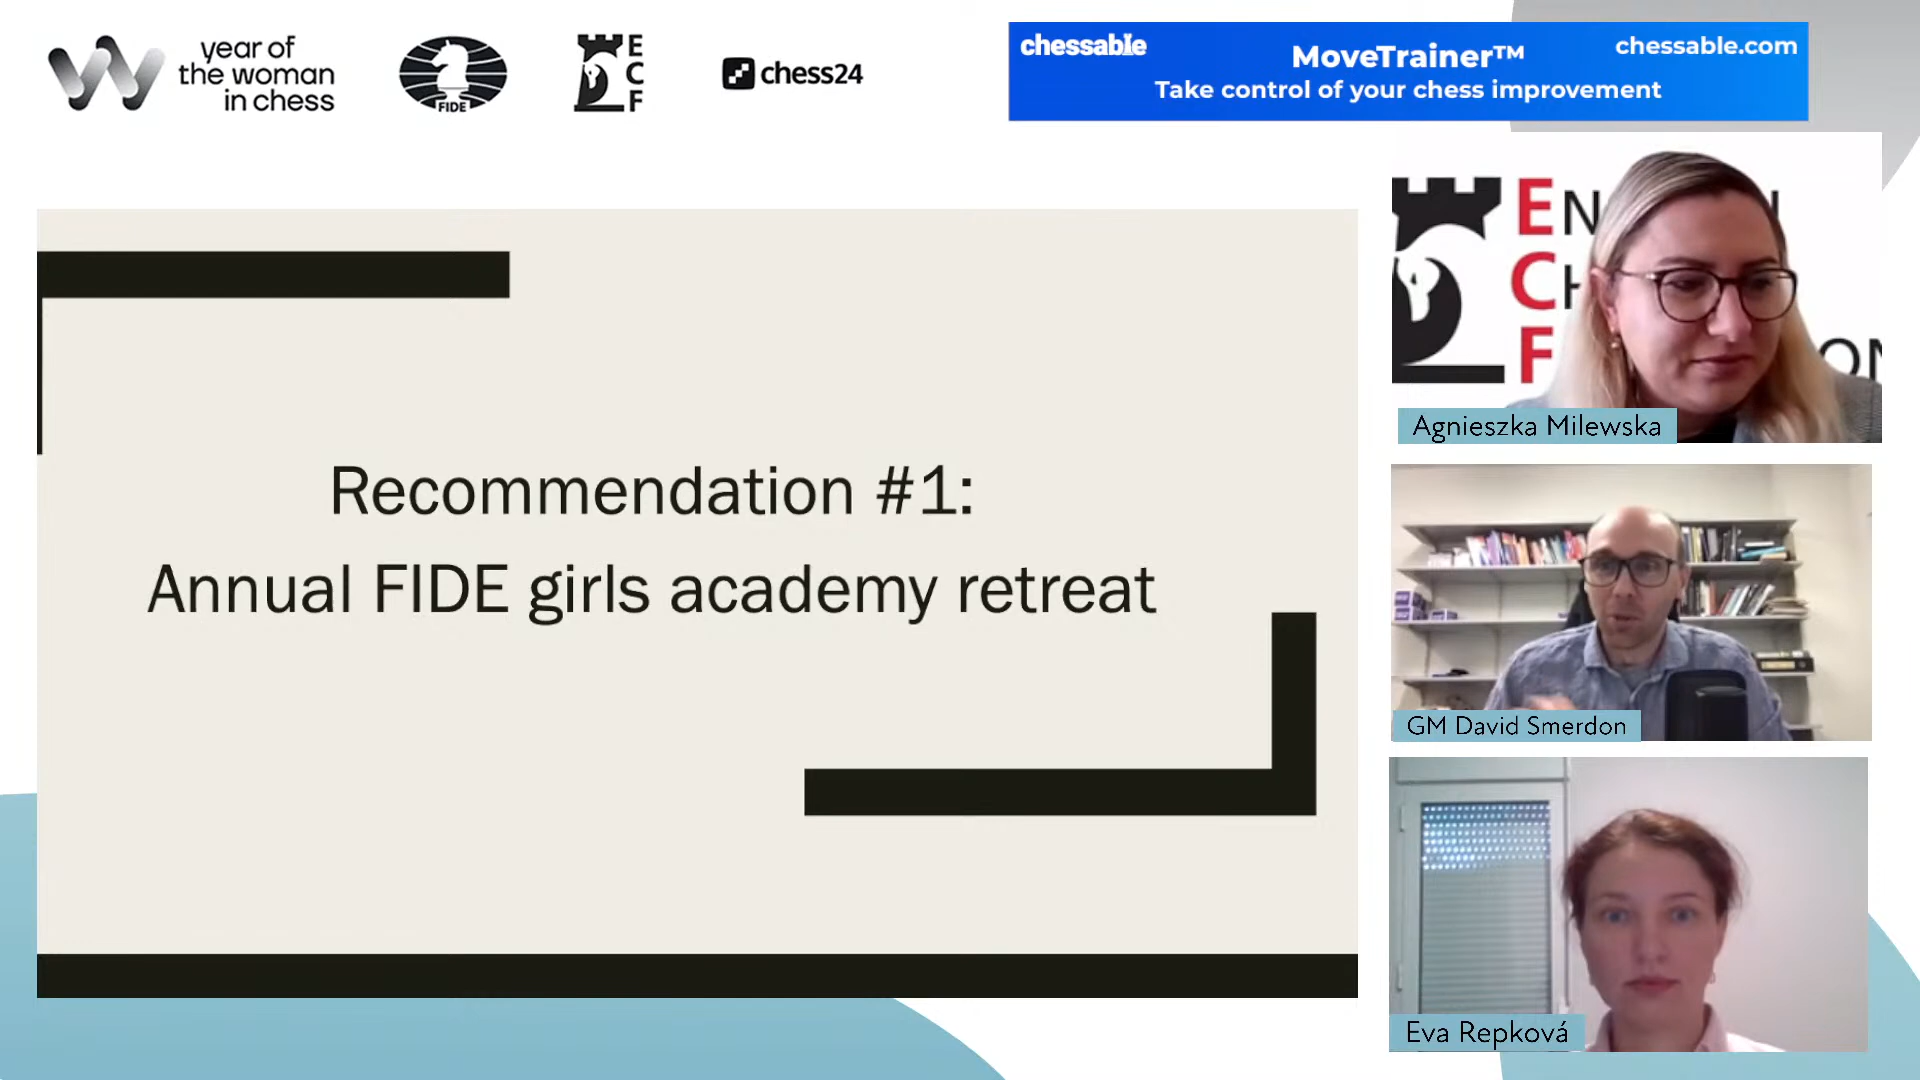 year of
the woman
in chess
FIDE
E
C
F
chess24
chessable
MoveTrainer™
Take control of your chess improvement
chessable.com
Recommendation #1:
Annual FIDE girls academy retreat
E
C
F
Agnieszka Milewska
GM David Smerdon
Eva Repková